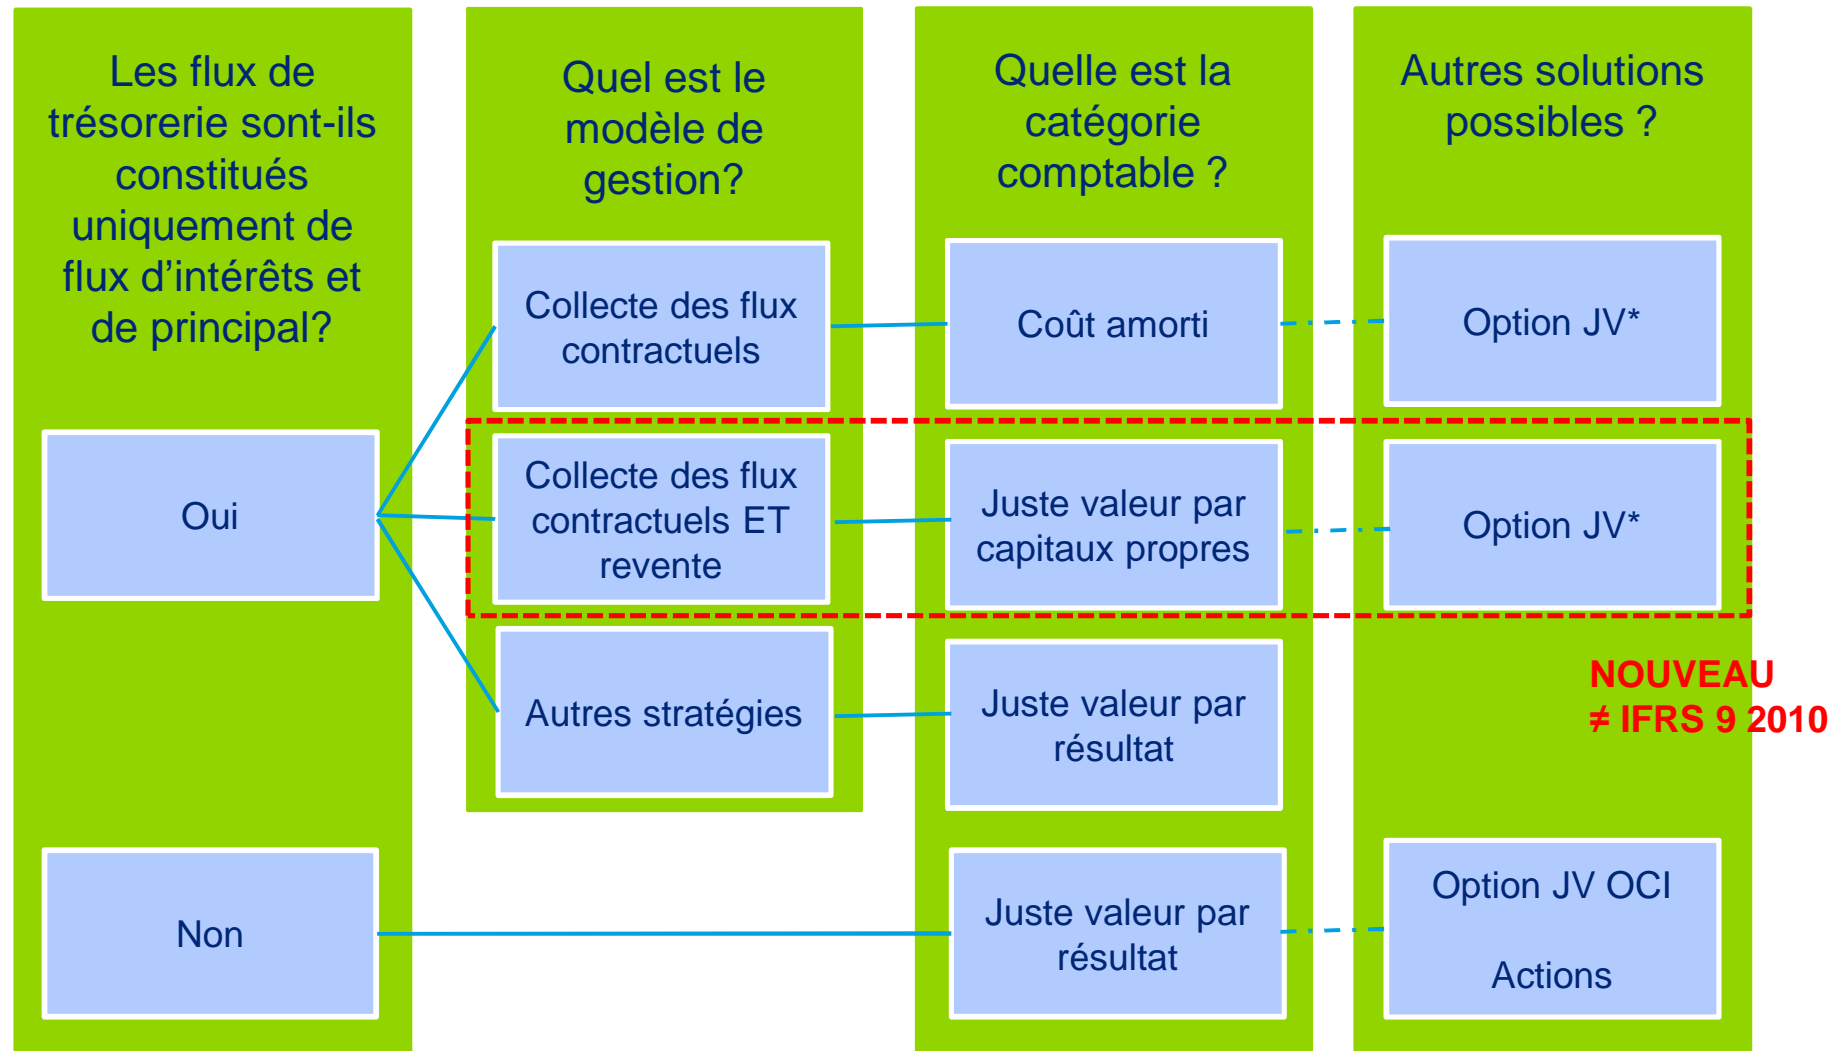 Les flux de
trésorerie sont-ils
constitués
uniquement de
flux d'intérêts et
de principal?
Oui
Non
Quel est le
modèle de
gestion?
Collecte des flux
contractuels
Collecte des flux
contractuels ET
revente
Autres stratégies
Quelle est la
catégorie
comptable ?
Coût amorti
Juste valeur par
capitaux propres
Juste valeur par
résultat
Juste valeur par
résultat
Autres solutions
possibles ?
Option JV*
Option JV*
NOUVEAU
≠ IFRS 9 2010
Option JV OCI
Actions